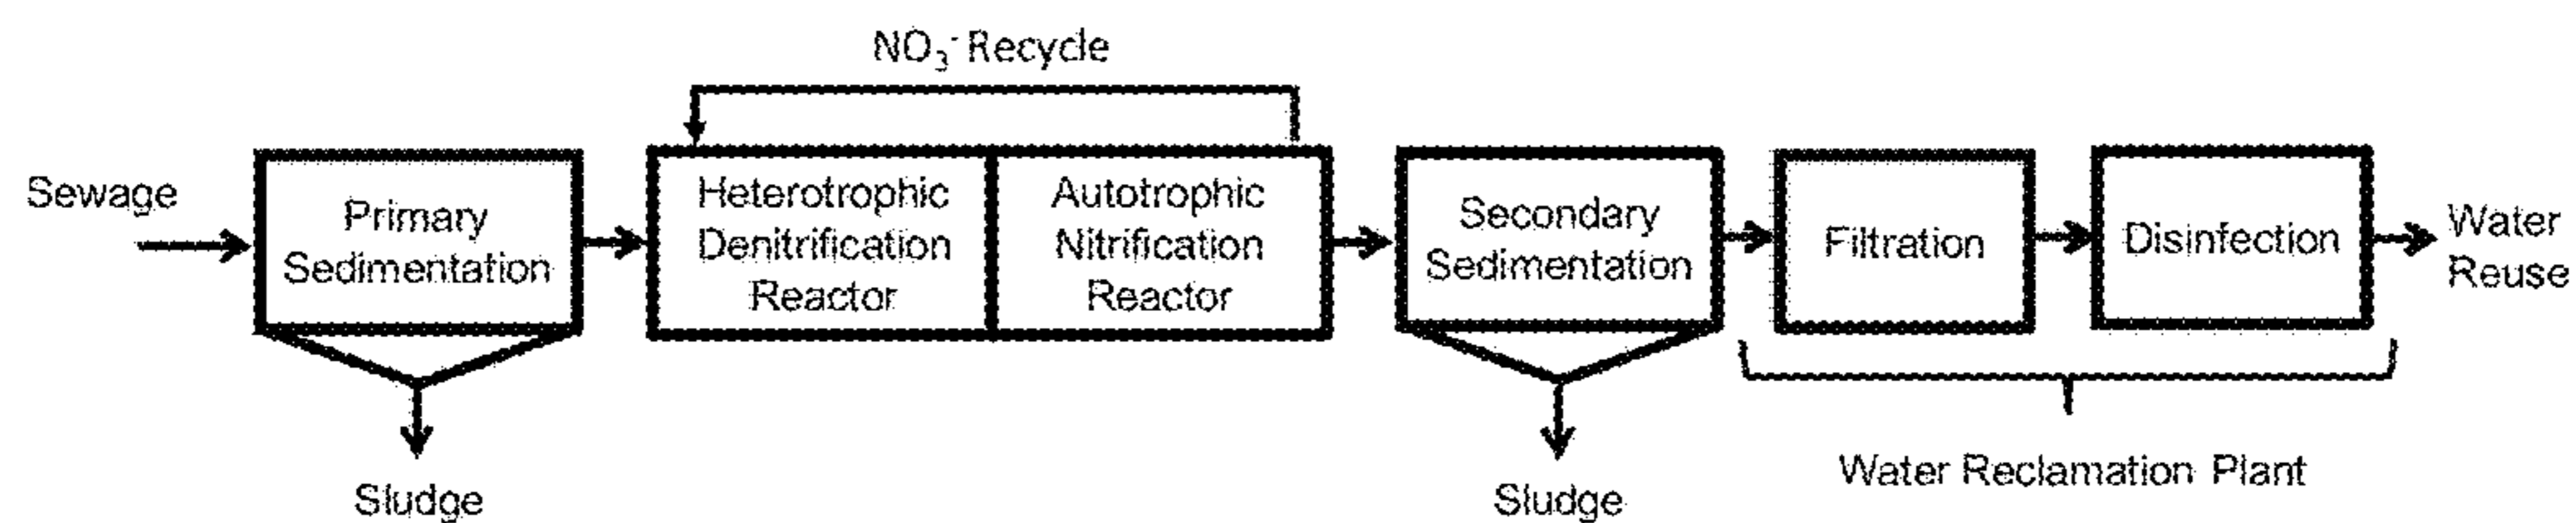 NO₃⁻ Recycle
Sewage
Primary
Sedimentation
Heterotrophic
Denitrification
Reactor
Autotrophic
Nitrification
Reactor
Secondary
Sedimentation
Filtration
Disinfection
Water
Reuse
Sludge
Sludge
Water Reclamation Plant